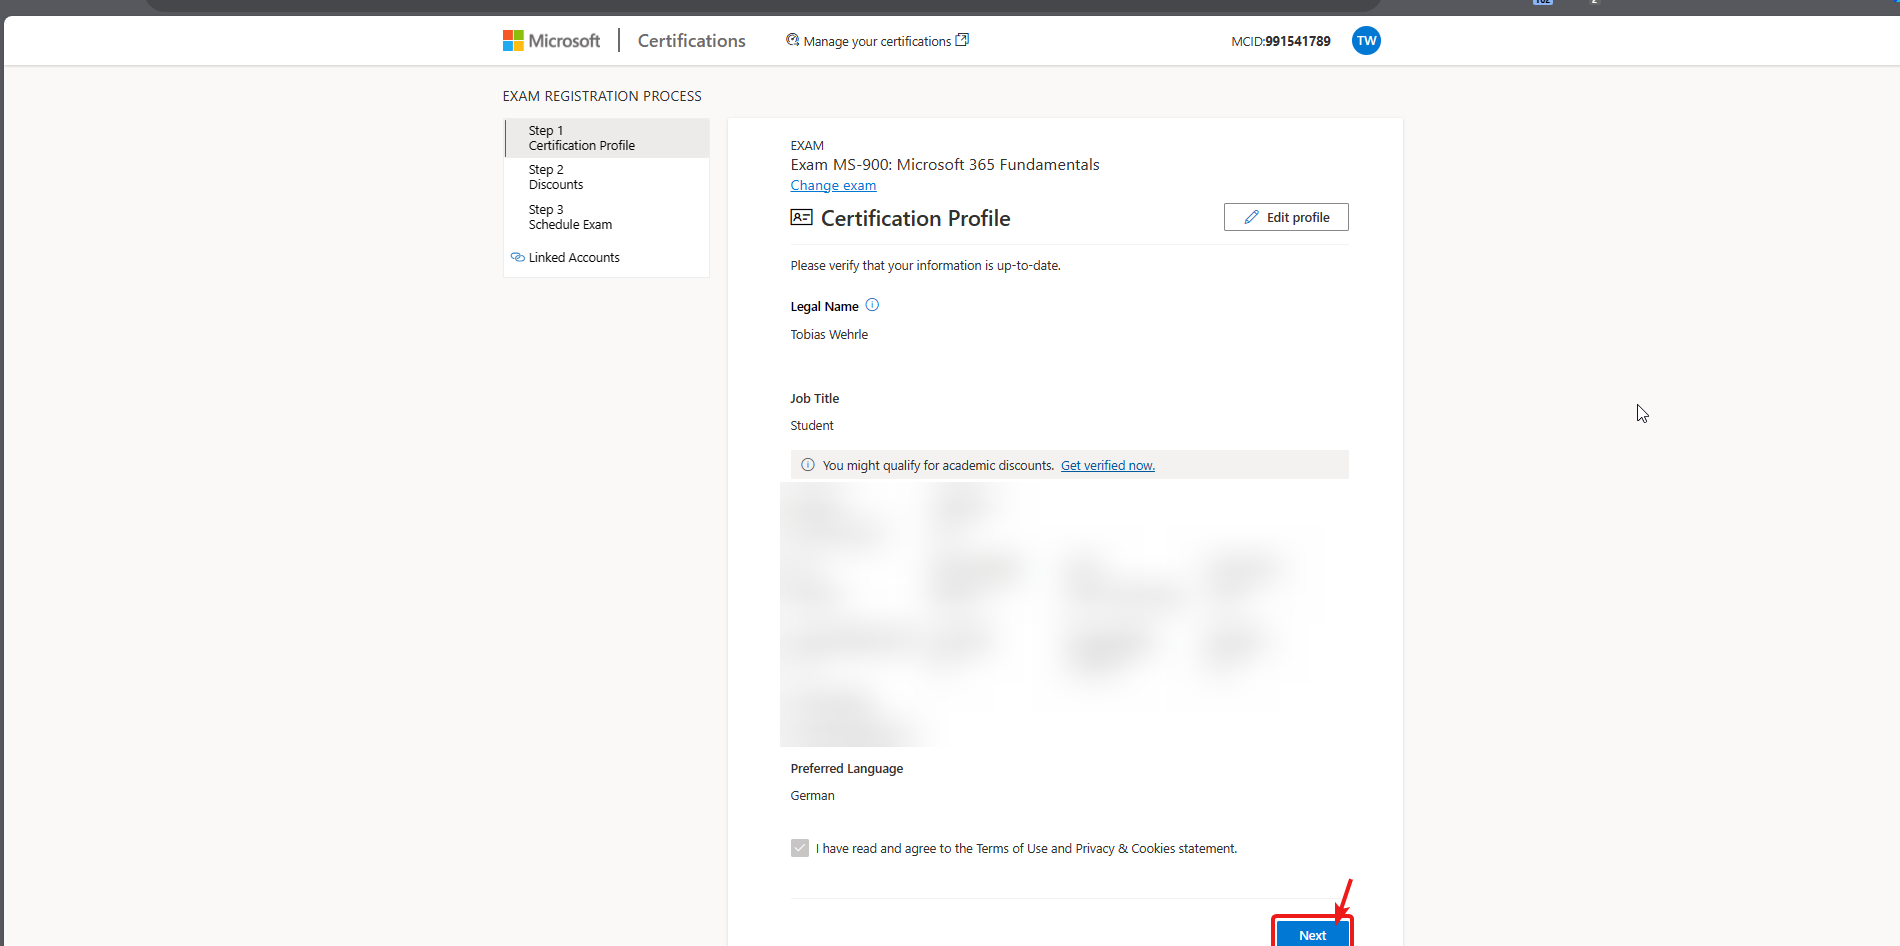 Microsoft | Certifications Manage your certifications MCID:991541789 TW
EXAM REGISTRATION PROCESS
Step 1
Certification Profile
Step 2
Discounts
Step 3
Schedule Exam
Linked Accounts
EXAM
Exam MS-900: Microsoft 365 Fundamentals
Change exam
Certification Profile
Edit profile
Please verify that your information is up-to-date.
Legal Name
Tobias Wehrle
Job Title
Student
You might qualify for academic discounts. Get verified now.
Preferred Language
German
I have read and agree to the Terms of Use and Privacy & Cookies statement.
Next